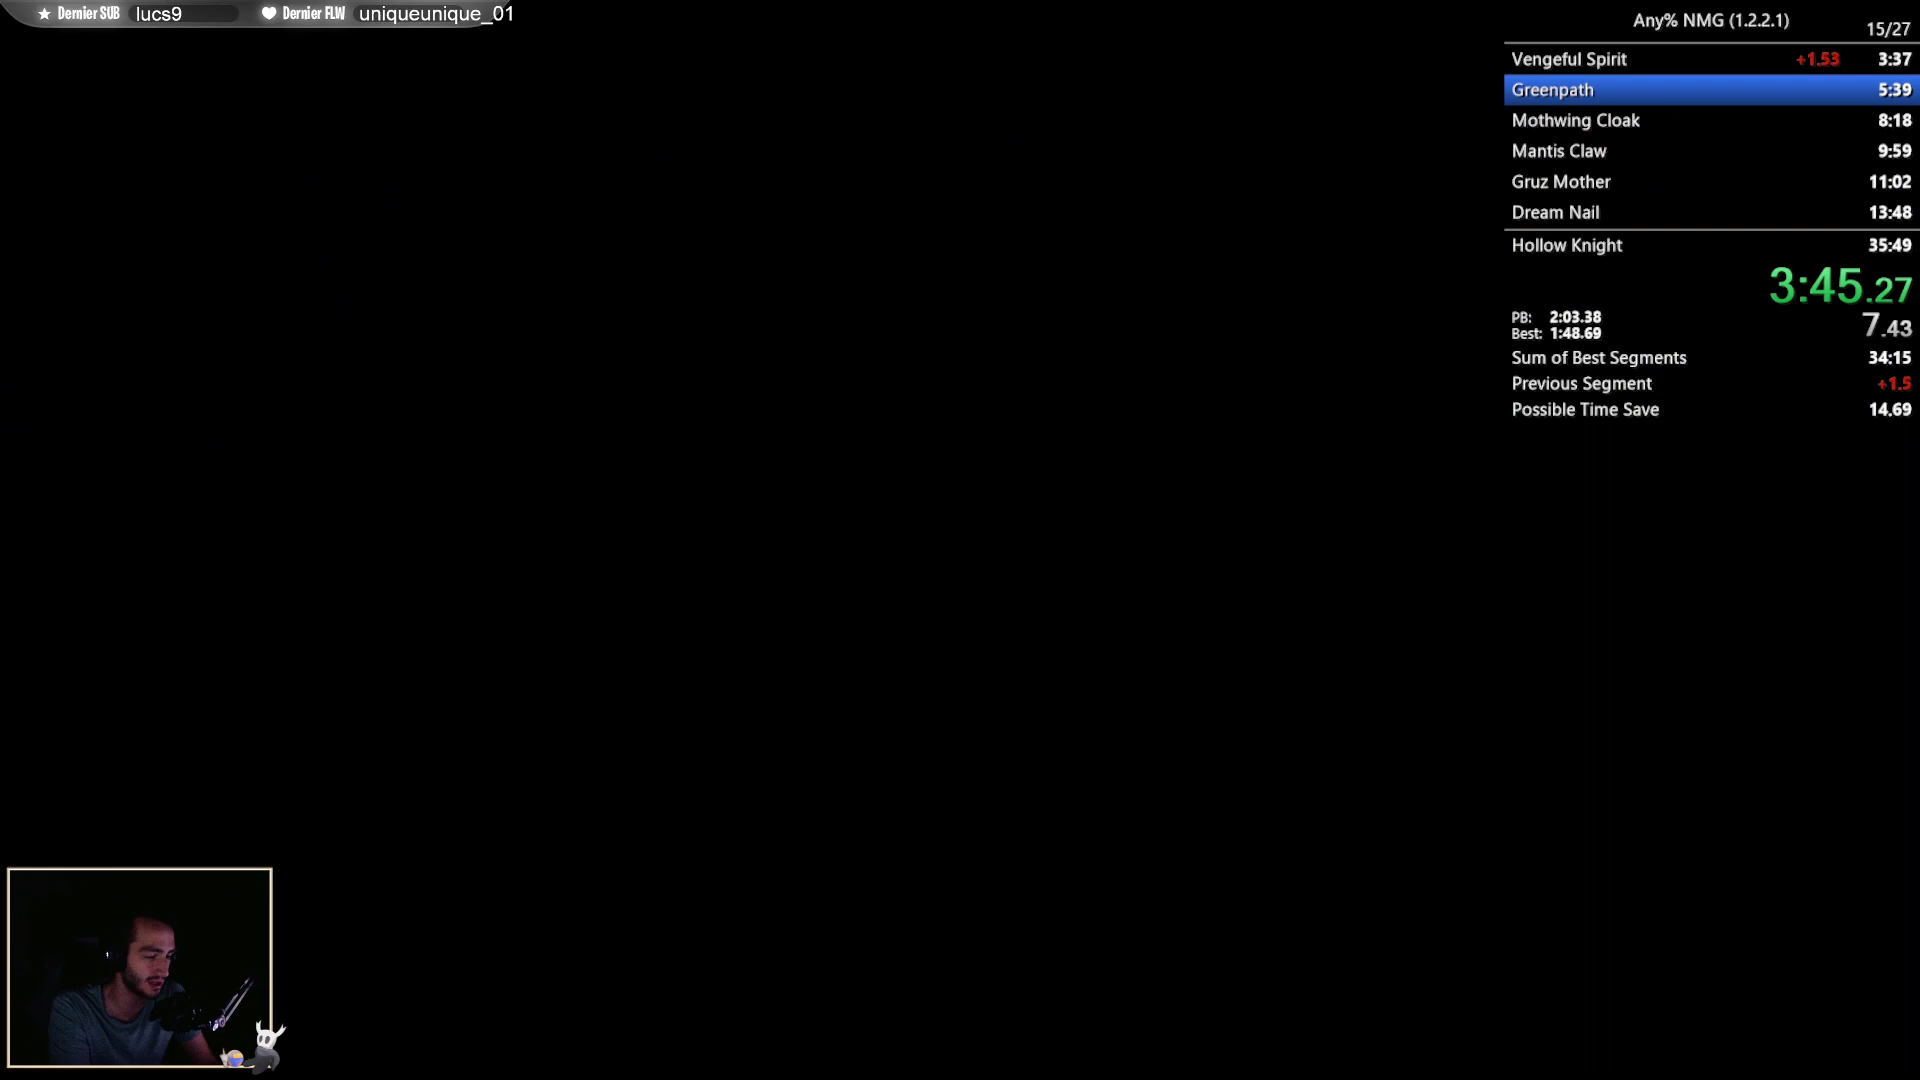 ★ Dernier SUB lucs9 ♥ Dernier FLW uniqueunique_01
Any% NMG (1.2.2.1) 15/27
Vengeful Spirit +1.53 3:37
Greenpath 5:39
Mothwing Cloak 8:18
Mantis Claw 9:59
Gruz Mother 11:02
Dream Nail 13:48
Hollow Knight 35:49
3:45.27
PB: 2:03.38 7.43
Best: 1:48.69
Sum of Best Segments 34:15
Previous Segment +1.5
Possible Time Save 14.69